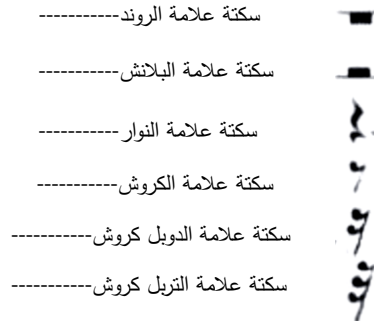 سكتة علامة الروند------------
سكتة علامة البلانش------------
سكتة علامة النوار------------
سكتة علامة الكروش------------
سكتة علامة الدوبل كروش------------
سكتة علامة التربل كروش------------